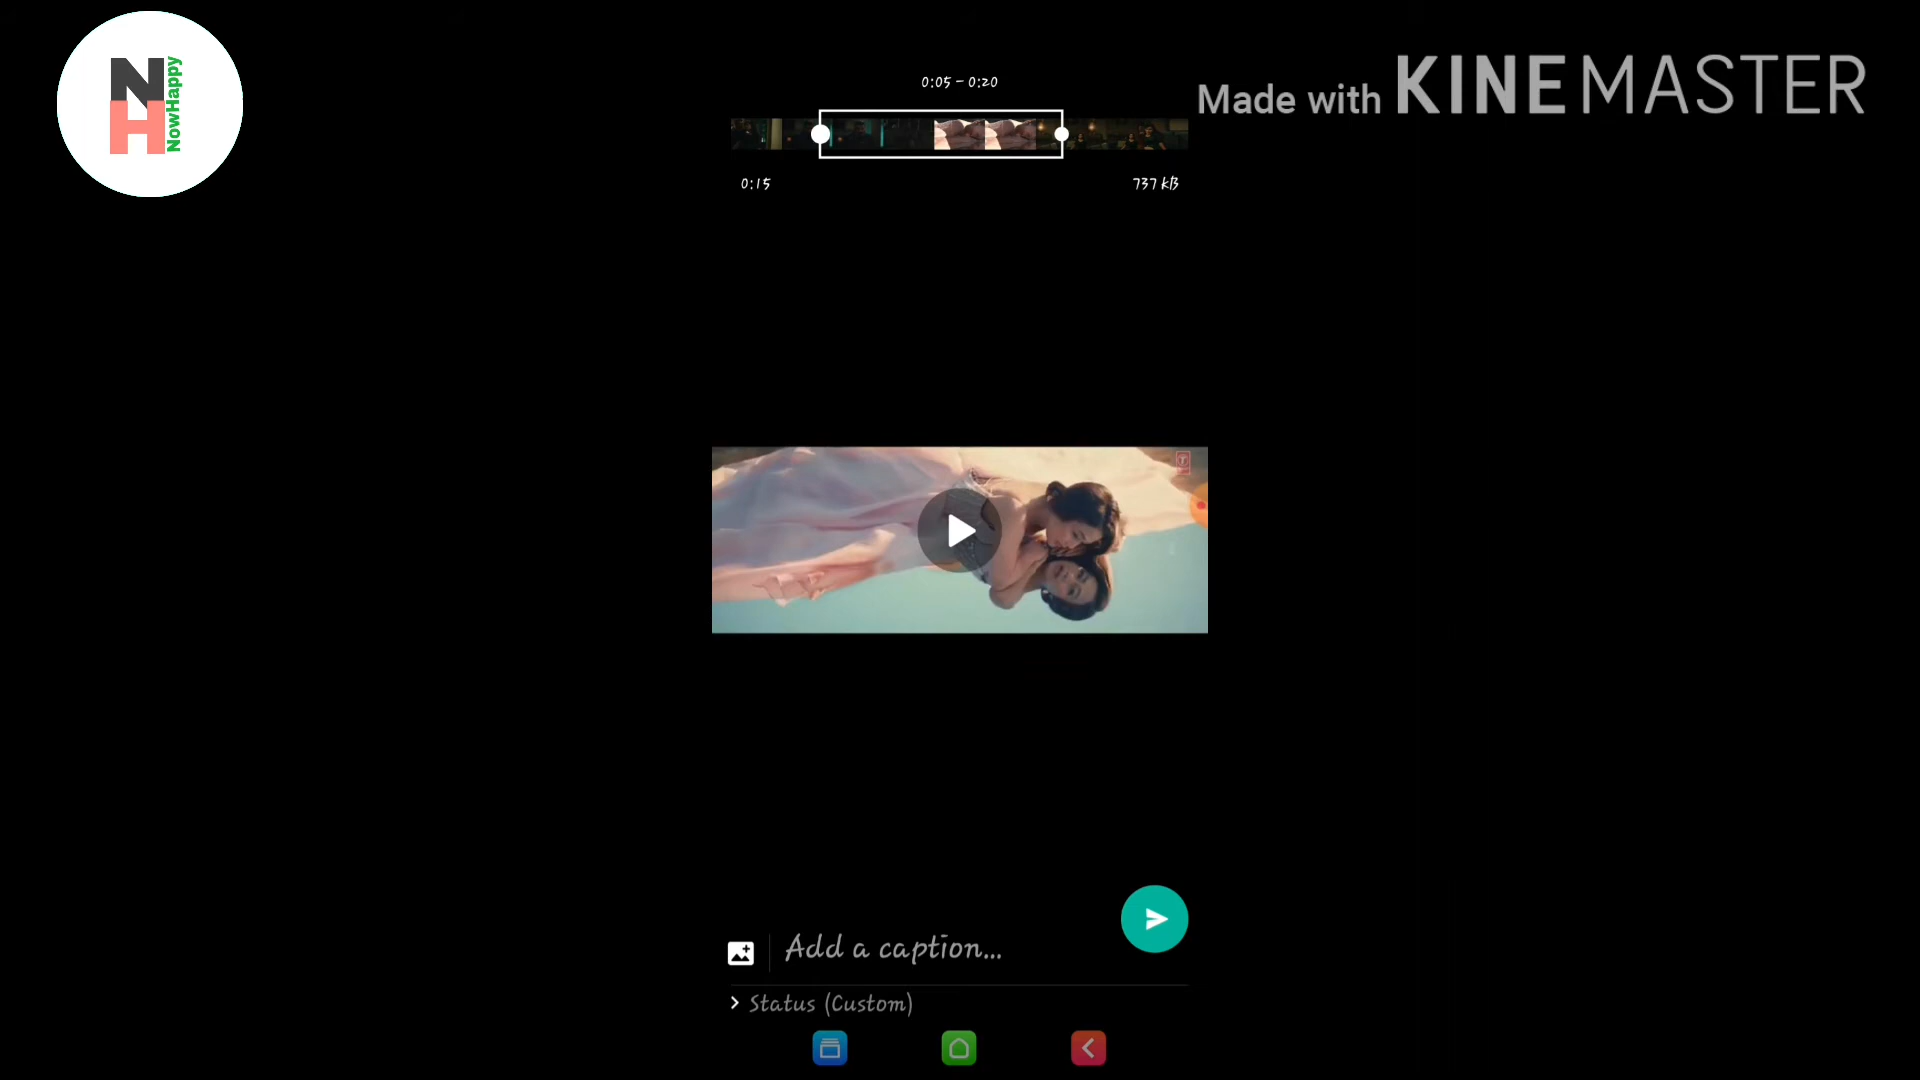 NH
NowHappy
Made with KINEMASTER
0:05 – 0:20
0:15
737 kB
T
Add a caption...
Status (Custom)